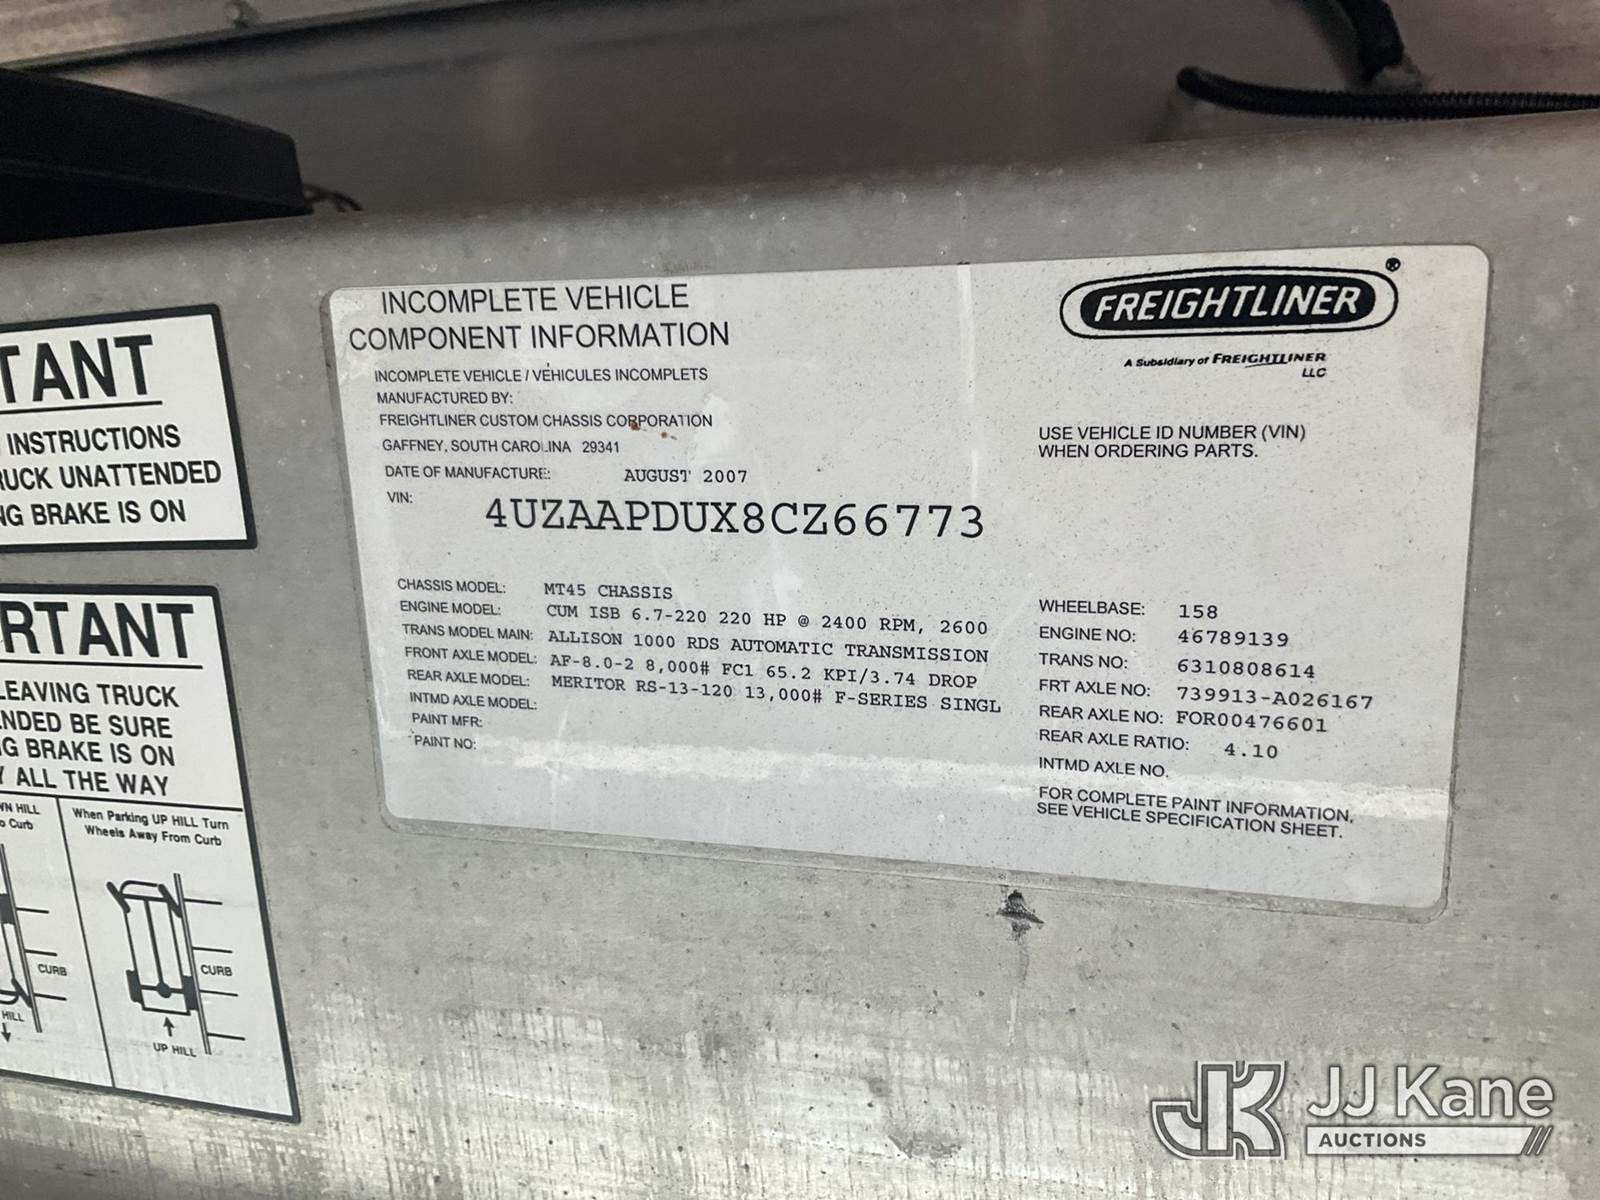 INCOMPLETE VEHICLE
COMPONENT INFORMATION
INCOMPLETE VEHICLE / VEHICULES INCOMPLETS
MANUFACTURED BY:
FREIGHTLINER CUSTOM CHASSIS CORPORATION
GAFFNEY, SOUTH CAROLINA 29341
DATE OF MANUFACTURE: AUGUST 2007
VIN: 4UZAAPDUX8CZ66773
CHASSIS MODEL: MT45 CHASSIS
ENGINE MODEL: CUM ISB 6.7-220 220 HP @ 2400 RPM, 2600
TRANS MODEL MAIN: ALLISON 1000 RDS AUTOMATIC TRANSMISSION
FRONT AXLE MODEL: AF-8.0-2 8,000# FC1 65.2 KPI/3.74 DROP
REAR AXLE MODEL: MERITOR RS-13-120 13,000# F-SERIES SINGL
INTMD AXLE MODEL:
PAINT MFR:
PAINT NO:
FREIGHTLINER®
A Subsidiary of FREIGHTLINER
LLC
USE VEHICLE ID NUMBER (VIN)
WHEN ORDERING PARTS.
WHEELBASE: 158
ENGINE NO: 46789139
TRANS NO: 6310808614
FRT AXLE NO: 739913-A026167
REAR AXLE NO: FOR00476601
REAR AXLE RATIO: 4.10
INTMD AXLE NO.
FOR COMPLETE PAINT INFORMATION,
SEE VEHICLE SPECIFICATION SHEET.
TANT
INSTRUCTIONS
RUCK UNATTENDED
NG BRAKE IS ON
RTANT
LEAVING TRUCK
ENDED BE SURE
G BRAKE IS ON
Y ALL THE WAY
WN HILL
o Curb
When Parking UP HILL Turn
Wheels Away From Curb
CURB
HILL
CURB
UP HILL
JK
JJ Kane
AUCTIONS